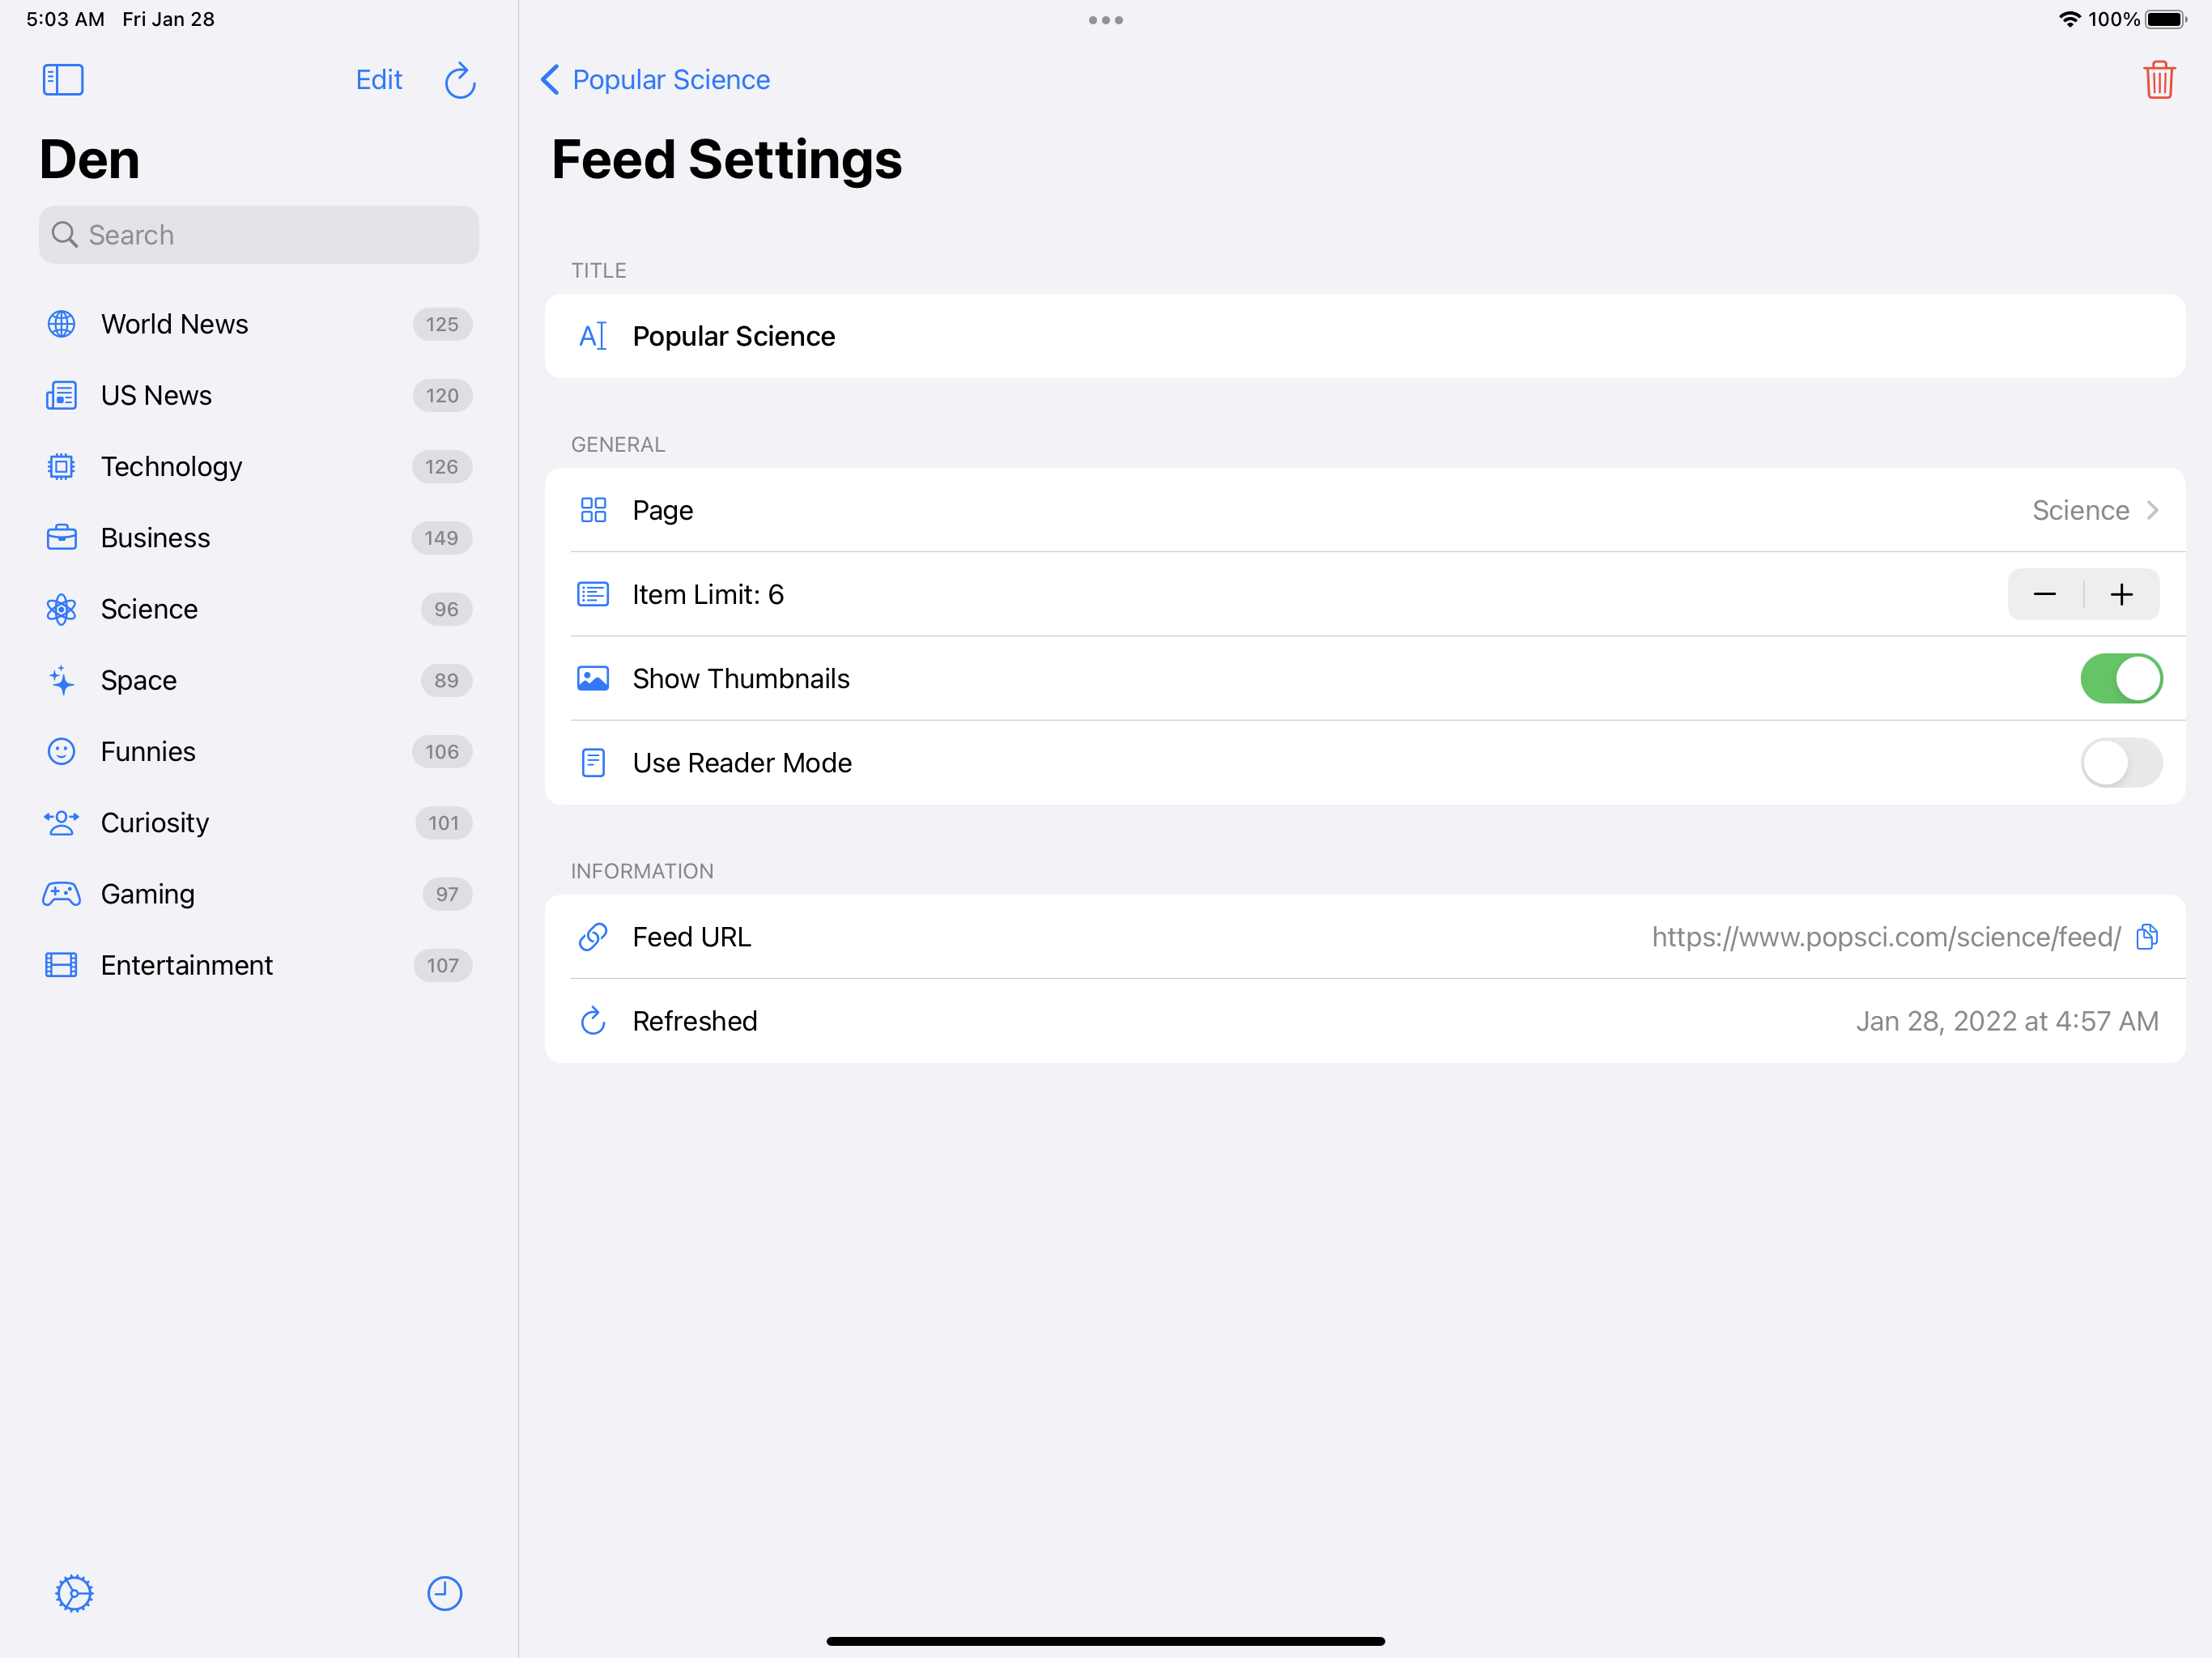 5:03 AM Fri Jan 28
100%
Edit
Den
Search
World News 125
US News 120
Technology 126
Business 149
Science 96
Space 89
Funnies 106
Curiosity 101
Gaming 97
Entertainment 107
Popular Science
Feed Settings
TITLE
Popular Science
GENERAL
Page Science
Item Limit: 6
Show Thumbnails
Use Reader Mode
INFORMATION
Feed URL https://www.popsci.com/science/feed/
Refreshed Jan 28, 2022 at 4:57 AM